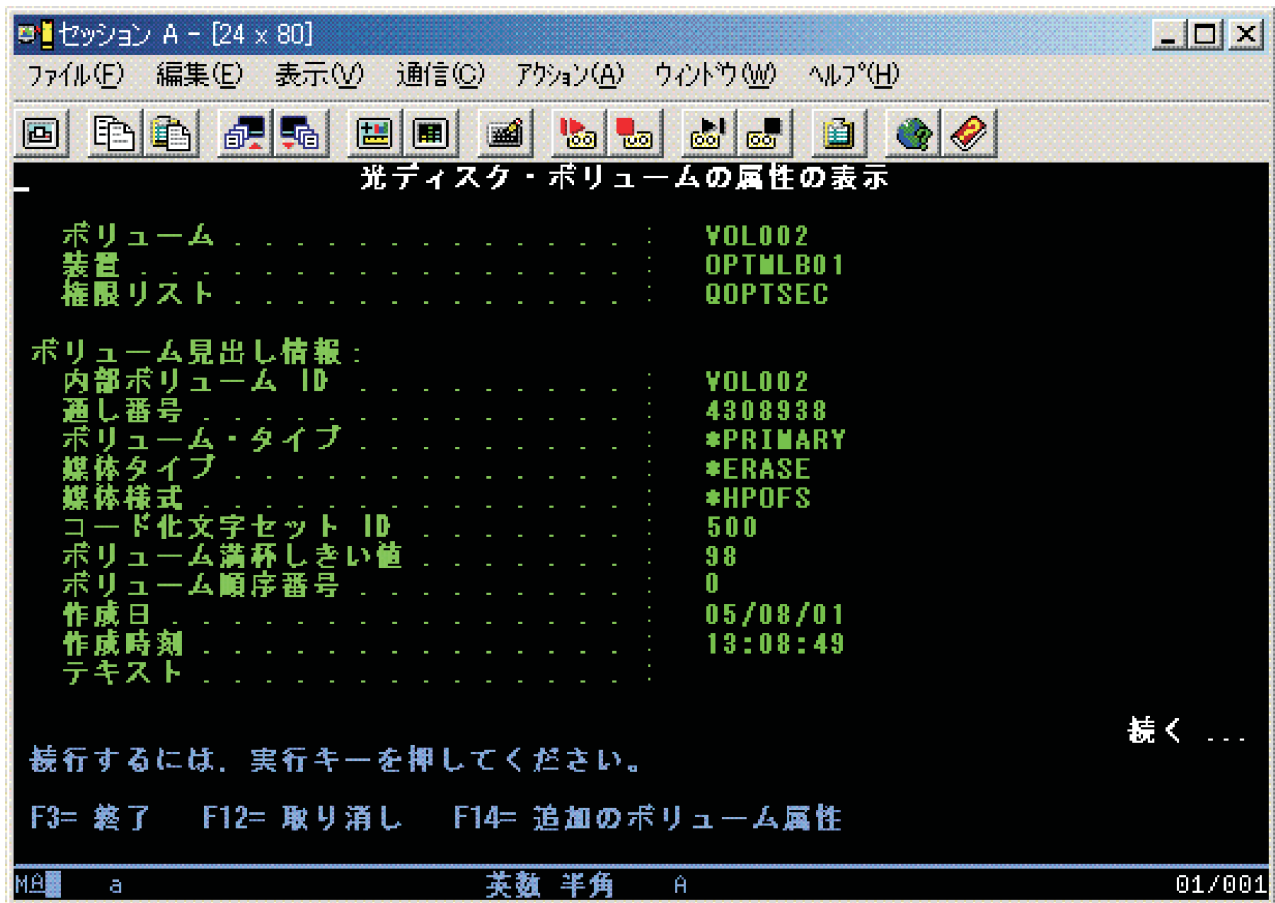 セッション A - [24 x 80]
ファイル(F) 編集(E) 表示(V) 通信(C) アクション(A) ウィンドウ(W) ヘルプ(H)
光ディスク・ボリュームの属性の表示
ボリューム . . . . . . . . . . . . . . : VOL002
装置 . . . . . . . . . . . . . . . . . : OPTMLB01
権限リスト . . . . . . . . . . . . . . : QOPTSEC
ボリューム見出し情報 :
内部ボリューム ID . . . . . . . . . . : VOL002
通し番号 . . . . . . . . . . . . . . . : 4308938
ボリューム・タイプ . . . . . . . . . . : *PRIMARY
媒体タイプ . . . . . . . . . . . . . . : *ERASE
媒体様式 . . . . . . . . . . . . . . . : *HPOFS
コード化文字セット ID . . . . . . . . : 500
ボリューム満杯しきい値 . . . . . . . . : 98
ボリューム順序番号 . . . . . . . . . . : 0
作成日 . . . . . . . . . . . . . . . . : 05/08/01
作成時刻 . . . . . . . . . . . . . . . : 13:08:49
テキスト . . . . . . . . . . . . . . . :
続く ...
続行するには、実行キーを押してください。
F3= 終了 F12= 取り消し F14= 追加のボリューム属性
MA a 英数 半角 A 01/001